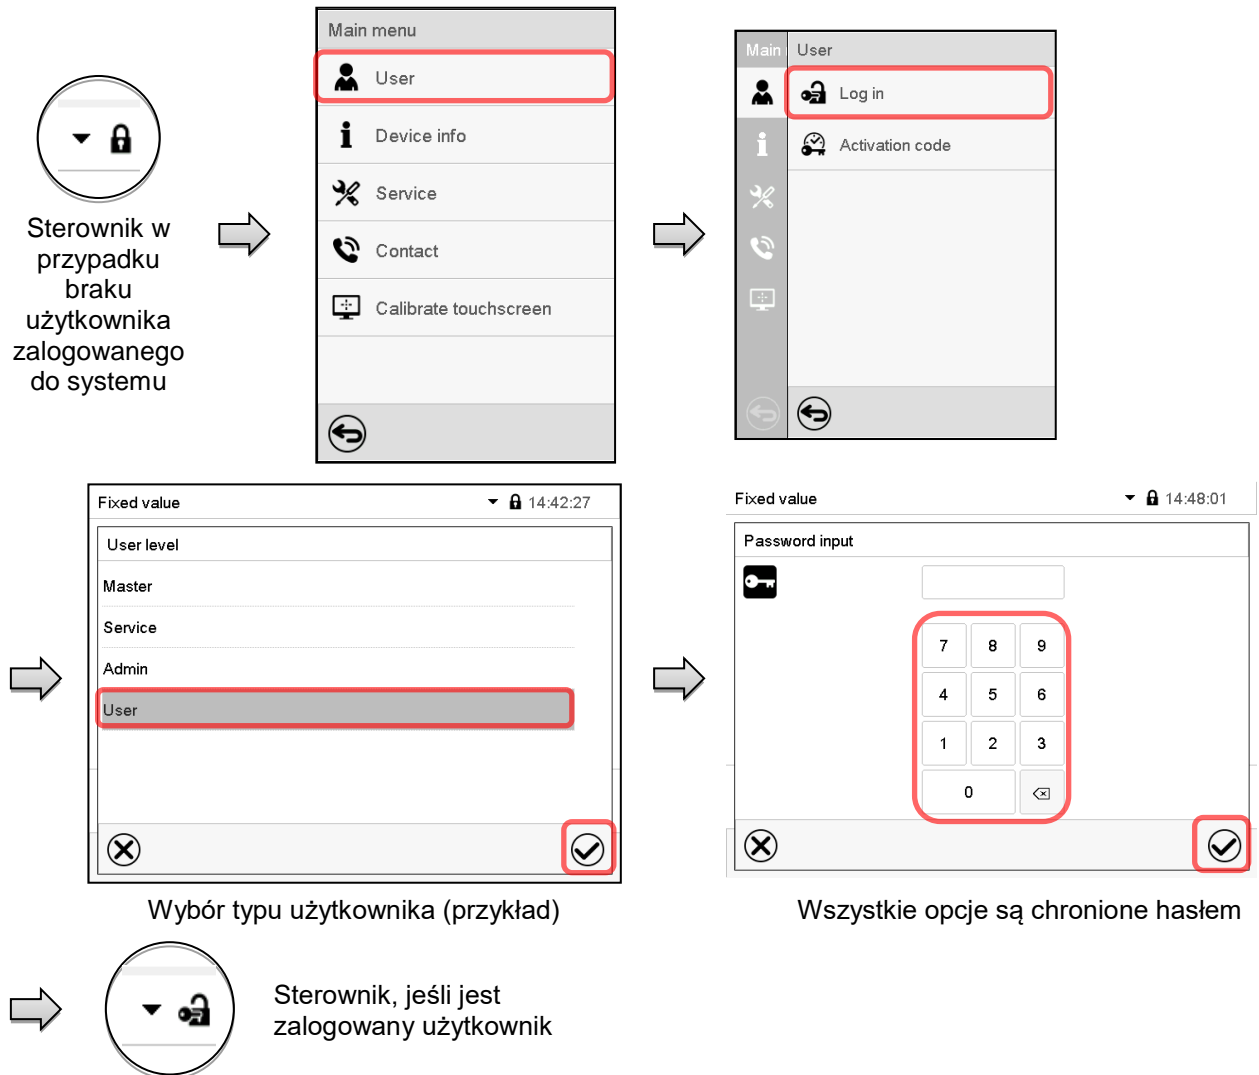 Main menu
User
Device info
Service
Contact
Calibrate touchscreen
Main
User
Log in
Activation code
Sterownik w
przypadku
braku
użytkownika
zalogowanego
do systemu
Fixed value
14:42:27
User level
Master
Service
Admin
User
Fixed value
14:48:01
Password input
7 8 9
4 5 6
1 2 3
0
Wybór typu użytkownika (przykład)
Wszystkie opcje są chronione hasłem
Sterownik, jeśli jest
zalogowany użytkownik